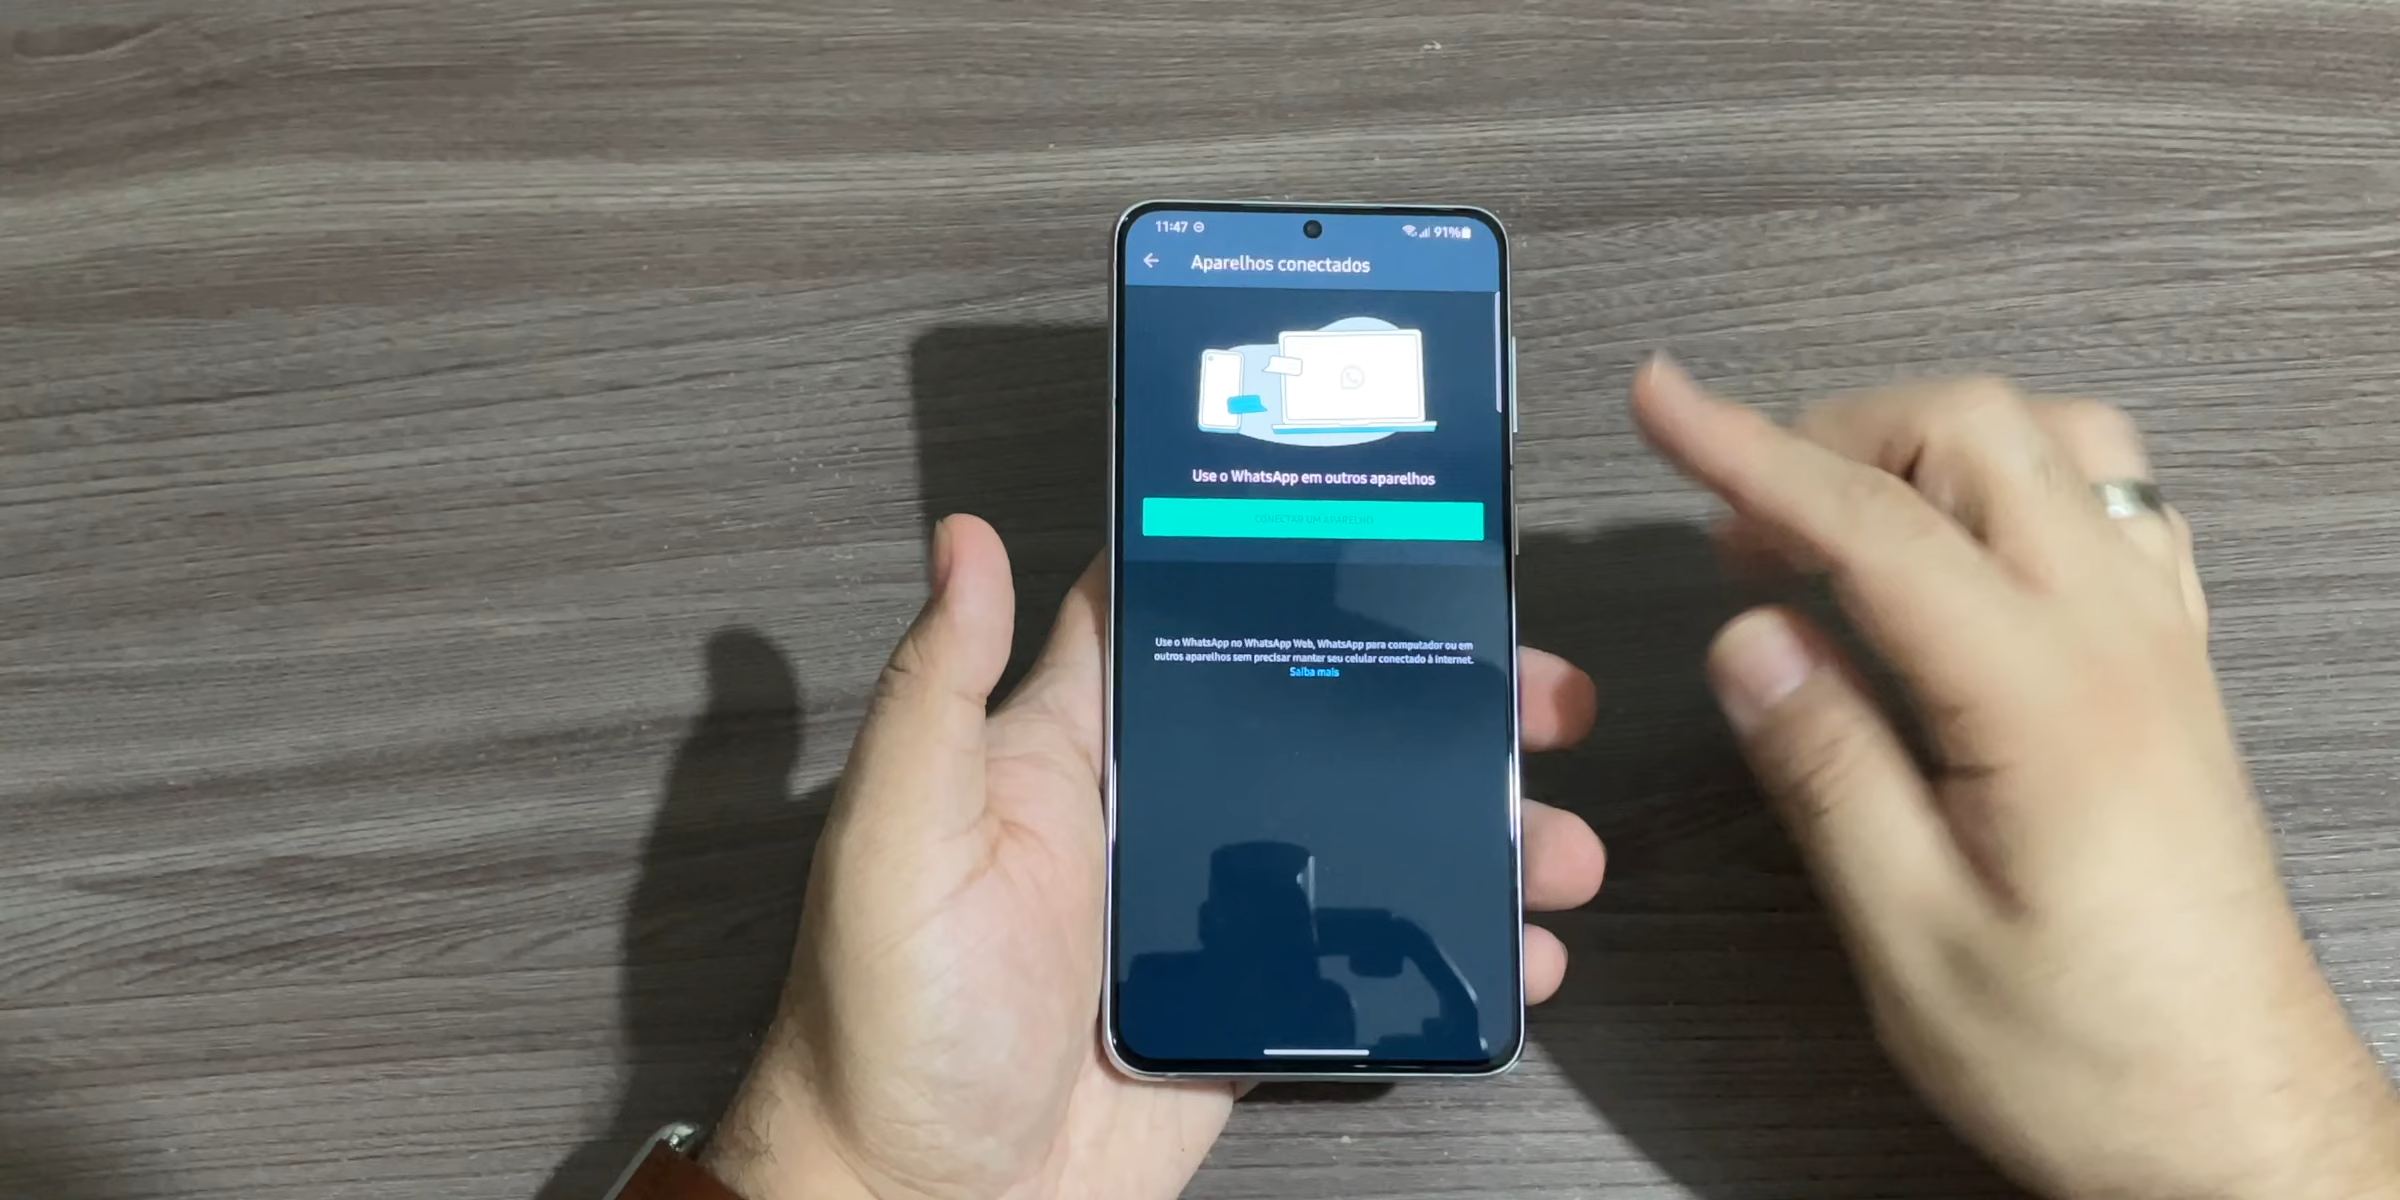 11:47
91%
Aparelhos conectados
Use o WhatsApp em outros aparelhos
CONECTAR UM APARELHO
Use o WhatsApp no WhatsApp Web, WhatsApp para computador ou em
outros aparelhos sem precisar manter seu celular conectado à internet.
Saiba mais